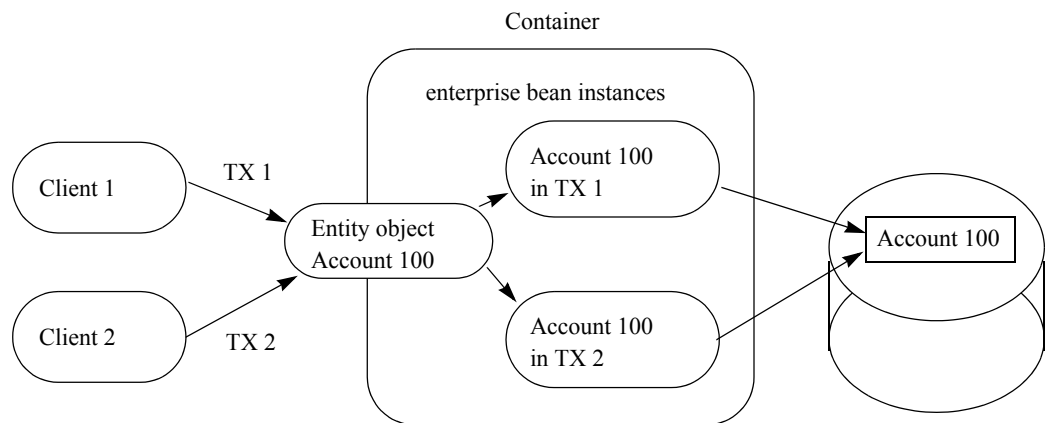 Container
enterprise bean instances
Client 1
TX 1
Entity object
Account 100
Account 100
in TX 1
Account 100
Client 2
TX 2
Account 100
in TX 2